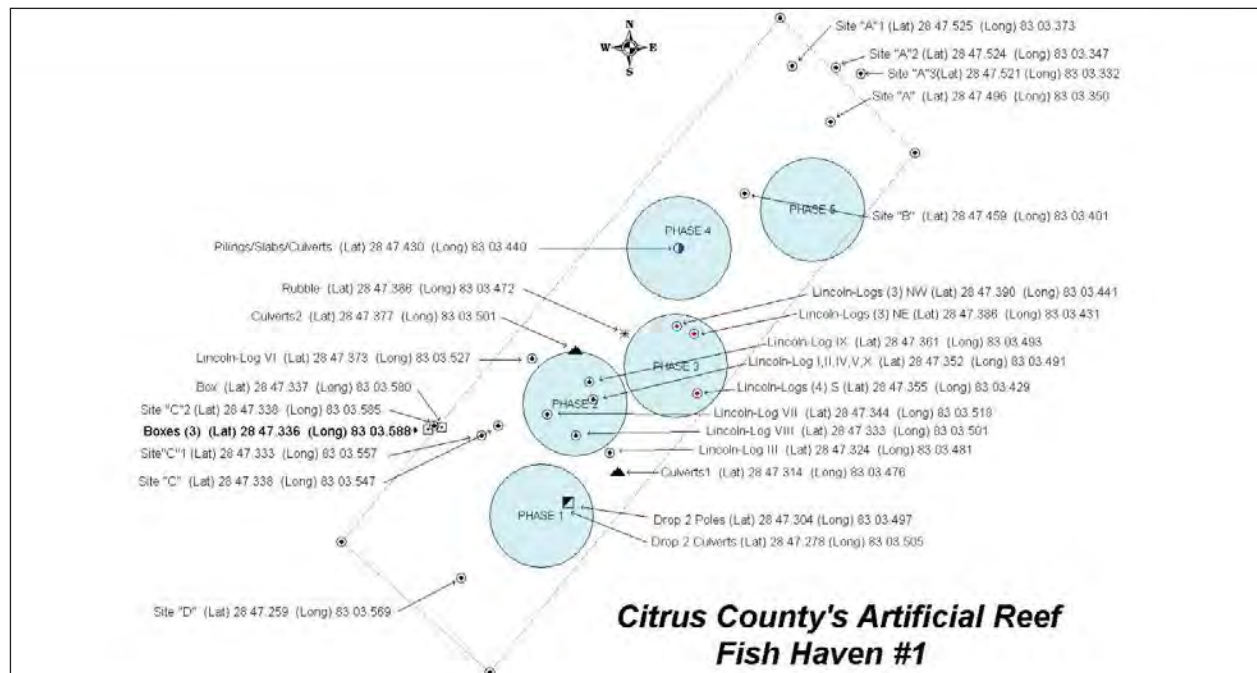 N
W E
S
Site "A"1 (Lat) 28 47.525 (Long) 83 03.373
Site "A"2 (Lat) 28 47.524 (Long) 83 03.347
Site "A"3(Lat) 28 47.521 (Long) 83 03.332
Site "A" (Lat) 28 47.496 (Long) 83 03.350
PHASE 5
Site "B" (Lat) 28 47.459 (Long) 83 03.401
PHASE 4
Pilings/Slabs/Culverts (Lat) 28 47.430 (Long) 83 03.440
Rubble (Lat) 28 47.386 (Long) 83 03.472
Lincoln-Logs (3) NW (Lat) 28 47.390 (Long) 83 03.441
Culverts2 (Lat) 28 47.377 (Long) 83 03.501
Lincoln-Logs (3) NE (Lat) 28 47.386 (Long) 83 03.431
Lincoln-Log IX (Lat) 28 47.361 (Long) 83 03.493
Lincoln-Log VI (Lat) 28 47.373 (Long) 83 03.527
Lincoln-Log I,II,IV,V,X (Lat) 28 47.352 (Long) 83 03.491
PHASE 3
Box (Lat) 28 47.337 (Long) 83 03.580
Lincoln-Logs (4) S (Lat) 28 47.355 (Long) 83 03.429
PHASE 2
Site "C"2 (Lat) 28 47.338 (Long) 83 03.585
Lincoln-Log VII (Lat) 28 47.344 (Long) 83 03.518
Boxes (3) (Lat) 28 47.336 (Long) 83 03.588
Lincoln-Log VIII (Lat) 28 47.333 (Long) 83 03.501
Site"C"1 (Lat) 28 47.333 (Long) 83 03.557
Lincoln-Log III (Lat) 28 47.324 (Long) 83 03.481
Site "C" (Lat) 28 47.338 (Long) 83 03.547
Culverts1 (Lat) 28 47.314 (Long) 83 03.476
PHASE 1
Drop 2 Poles (Lat) 28 47.304 (Long) 83 03.497
Drop 2 Culverts (Lat) 28 47.278 (Long) 83 03.505
Site "D" (Lat) 28 47.259 (Long) 83 03.569
Citrus County's Artificial Reef
Fish Haven #1